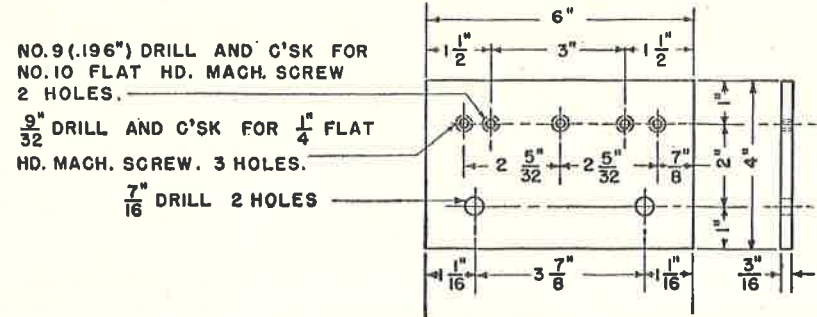 6"
1 1/2" 3" 1 1/2"
NO. 9 (.196") DRILL AND C'SK FOR
NO. 10 FLAT HD. MACH. SCREW
2 HOLES.
9/32" DRILL AND C'SK FOR 1/4" FLAT
HD. MACH. SCREW. 3 HOLES.
7/16" DRILL 2 HOLES
2 5/32" 2 5/32" 7/8"
1"
2"
4"
1"
1 1/16" 3 7/8" 1 1/16" 3/16"